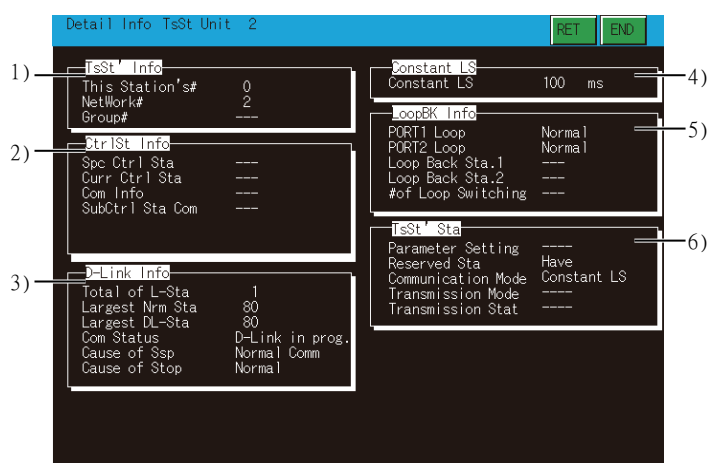 Detail Info TsSt Unit 2
RET
END
1)
TsSt' Info
This Station's# 0
NetWork# 2
Group# ---
2)
CtrlSt Info
Spc Ctrl Sta ---
Curr Ctrl Sta ---
Com Info ---
SubCtrl Sta Com ---
3)
D-Link Info
Total of L-Sta 1
Largest Nrm Sta 80
Largest DL-Sta 80
Com Status D-Link in prog.
Cause of Ssp Normal Comm
Cause of Stop Normal
Constant LS
Constant LS 100 ms
4)
LoopBK Info
PORT1 Loop Normal
PORT2 Loop Normal
Loop Back Sta.1 ---
Loop Back Sta.2 ---
#of Loop Switching ---
5)
TsSt' Sta
Parameter Setting ----
Reserved Sta Have
Communication Mode Constant LS
Transmission Mode ----
Transmission Stat ----
6)